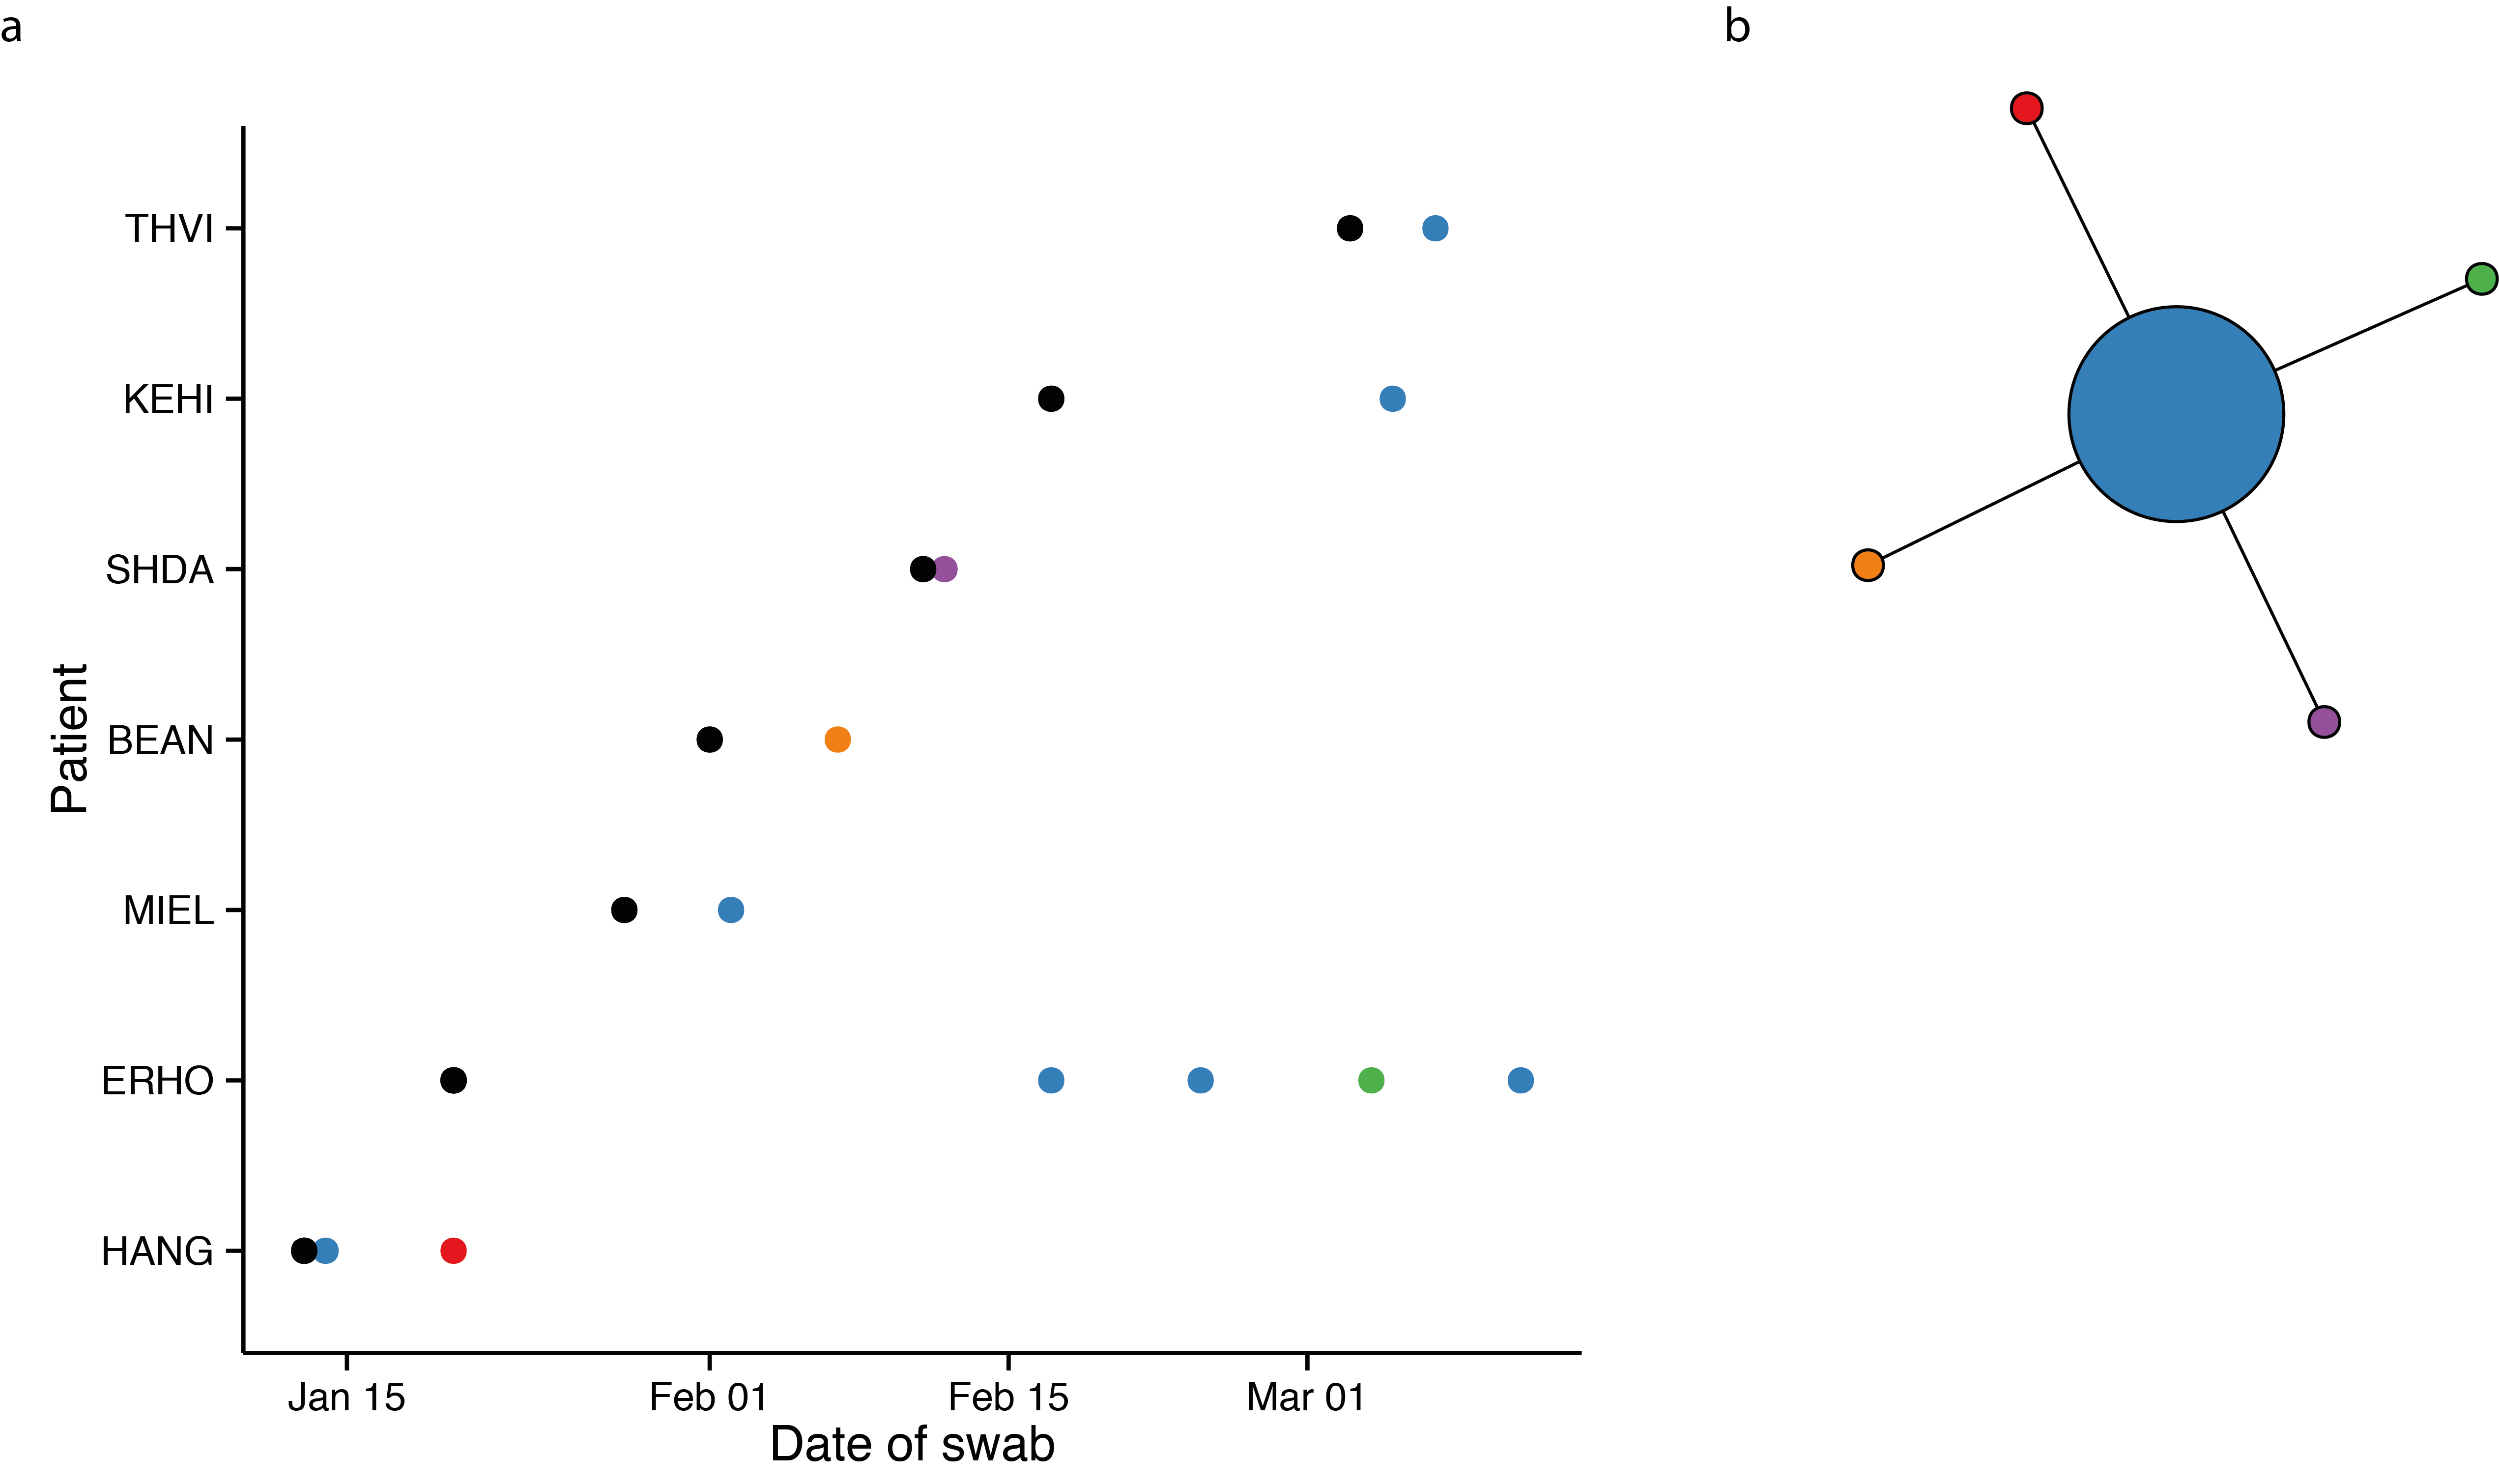 a
b
THVI
KEHI
SHDA
BEAN
MIEL
ERHO
HANG
Patient
Jan 15
Feb 01
Feb 15
Mar 01
Date of swab